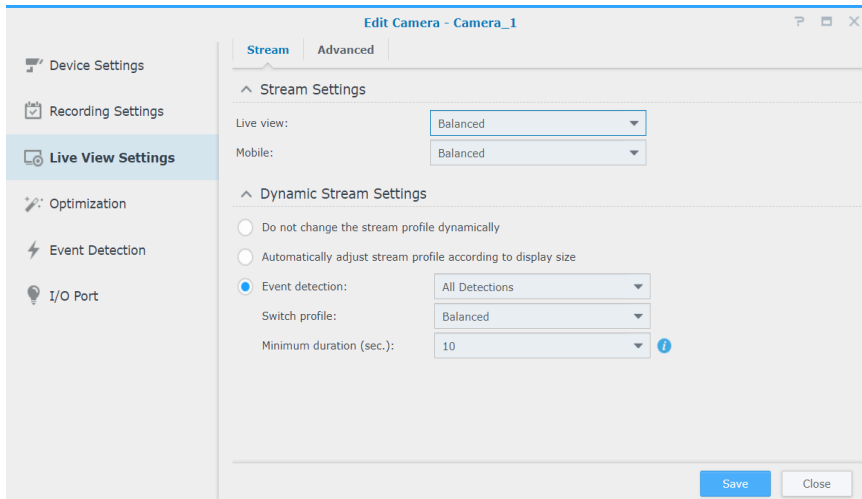 Edit Camera - Camera_1
Device Settings
Recording Settings
Live View Settings
Optimization
Event Detection
I/O Port
Stream Advanced
Stream Settings
Live view: Balanced
Mobile: Balanced
Dynamic Stream Settings
Do not change the stream profile dynamically
Automatically adjust stream profile according to display size
Event detection: All Detections
Switch profile: Balanced
Minimum duration (sec.): 10
Save Close